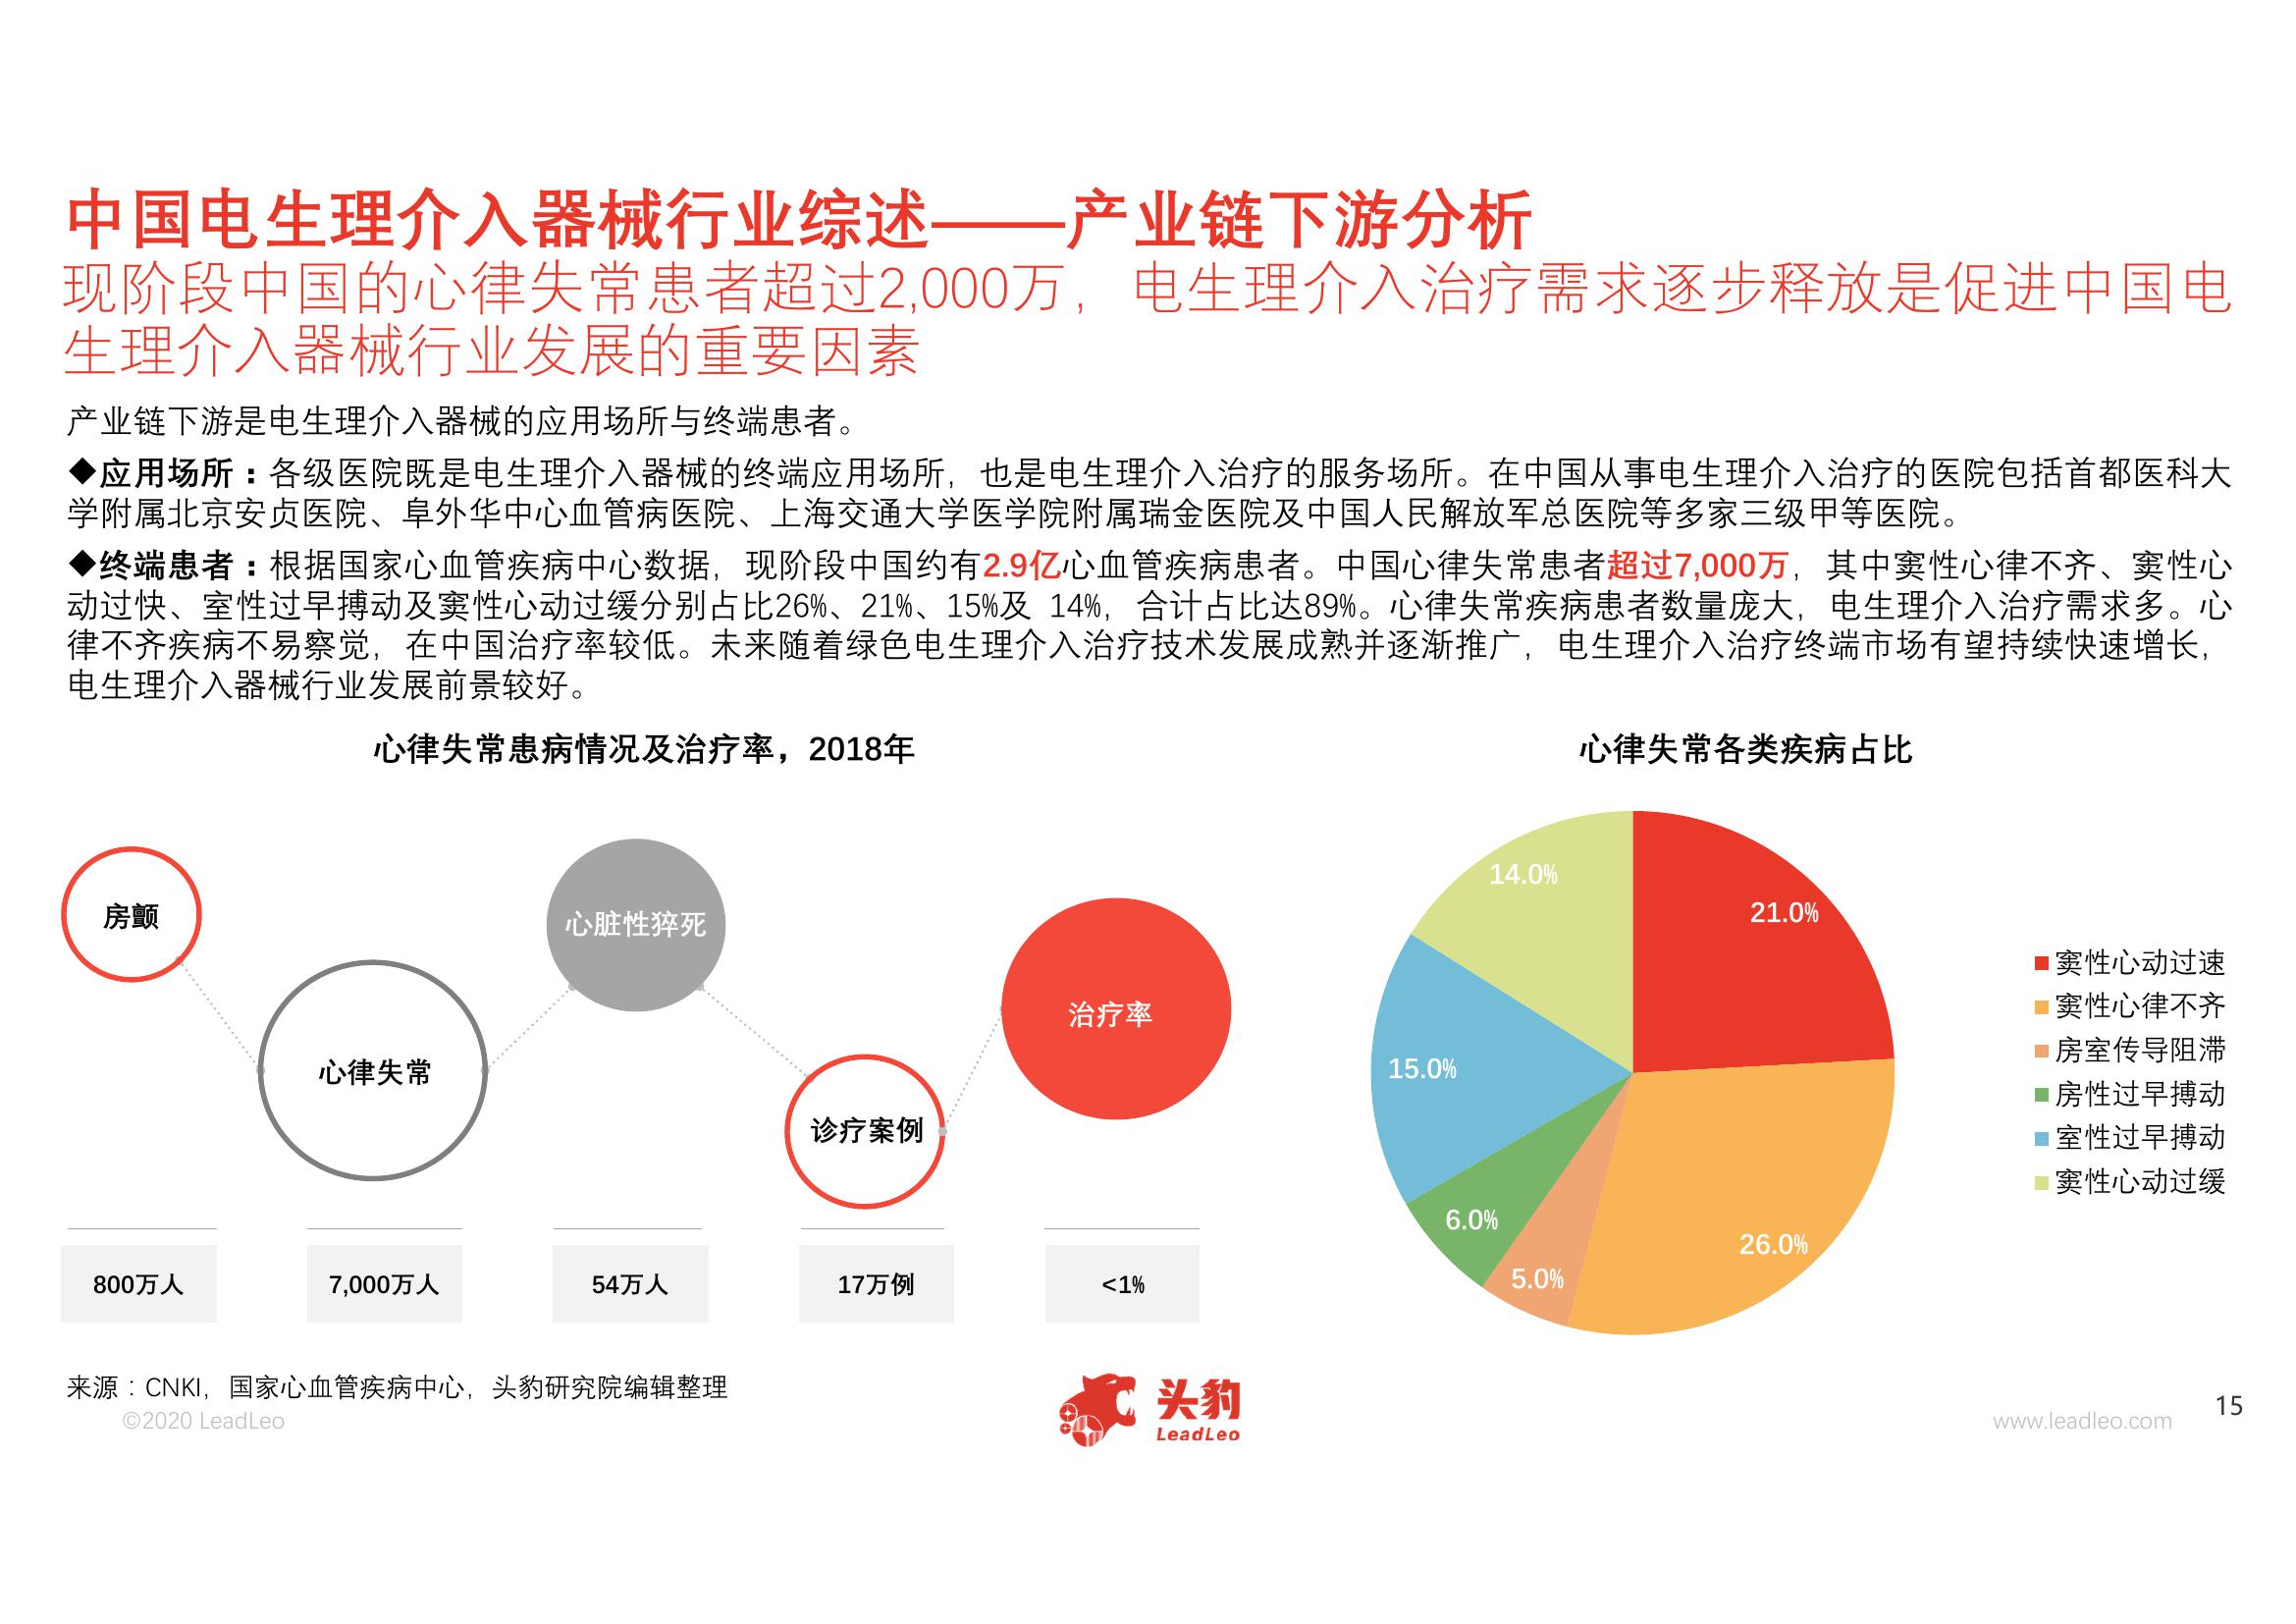 中国电生理介入器械行业综述——产业链下游分析
现阶段中国的心律失常患者超过2,000万，电生理介入治疗需求逐步释放是促进中国电
生理介入器械行业发展的重要因素
产业链下游是电生理介入器械的应用场所与终端患者。
◆应用场所：各级医院既是电生理介入器械的终端应用场所，也是电生理介入治疗的服务场所。在中国从事电生理介入治疗的医院包括首都医科大
学附属北京安贞医院、阜外华中心血管病医院、上海交通大学医学院附属瑞金医院及中国人民解放军总医院等多家三级甲等医院。
◆终端患者：根据国家心血管疾病中心数据，现阶段中国约有2.9亿心血管疾病患者。中国心律失常患者超过7,000万，其中窦性心律不齐、窦性心
动过快、室性过早搏动及窦性心动过缓分别占比26%、21%、15%及 14%，合计占比达89%。心律失常疾病患者数量庞大，电生理介入治疗需求多。心
律不齐疾病不易察觉，在中国治疗率较低。未来随着绿色电生理介入治疗技术发展成熟并逐渐推广，电生理介入治疗终端市场有望持续快速增长，
电生理介入器械行业发展前景较好。
心律失常患病情况及治疗率，2018年
房颤
心律失常
心脏性猝死
诊疗案例
治疗率
800万人
7,000万人
54万人
17万例
<1%
心律失常各类疾病占比
21.0%
26.0%
5.0%
6.0%
15.0%
14.0%
窦性心动过速
窦性心律不齐
房室传导阻滞
房性过早搏动
室性过早搏动
窦性心动过缓
来源：CNKI，国家心血管疾病中心，头豹研究院编辑整理
©2020 LeadLeo
头豹
LeadLeo
www.leadleo.com
15